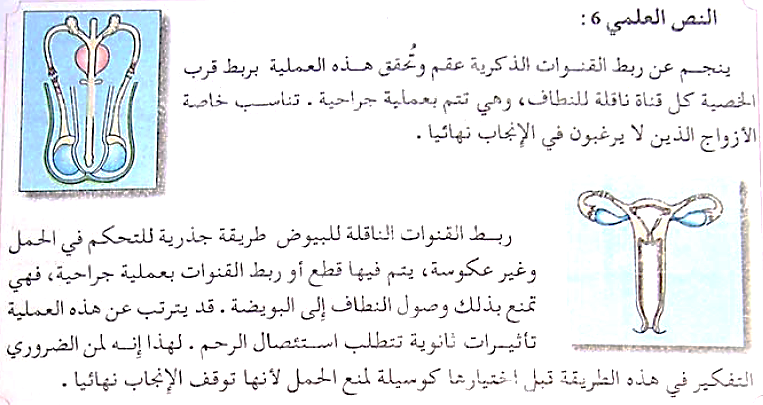 النص العلمي 6 :
ينجم عن ربط القنوات الذكرية عقم وتُحقق هذه العملية بربط قرب
الخصية كل قناة ناقلة للنطاف، وهي تتم بعملية جراحية . تناسب خاصة
الأزواج الذين لا يرغبون في الإنجاب نهائيا .
ربط القنوات الناقلة للبيوض طريقة جذرية للتحكم في الحمل
وغير عكوسة، يتم فيها قطع أو ربط القنوات بعملية جراحية، فهي
تمنع بذلك وصول النطاف إلى البويضة . قد يترتب عن هذه العملية
تأثيرات ثانوية تتطلب استئصال الرحم . لهذا إنه لمن الضروري
التفكير في هذه الطريقة قبل اختيارها كوسيلة لمنع الحمل لأنها توقف الإنجاب نهائيا .